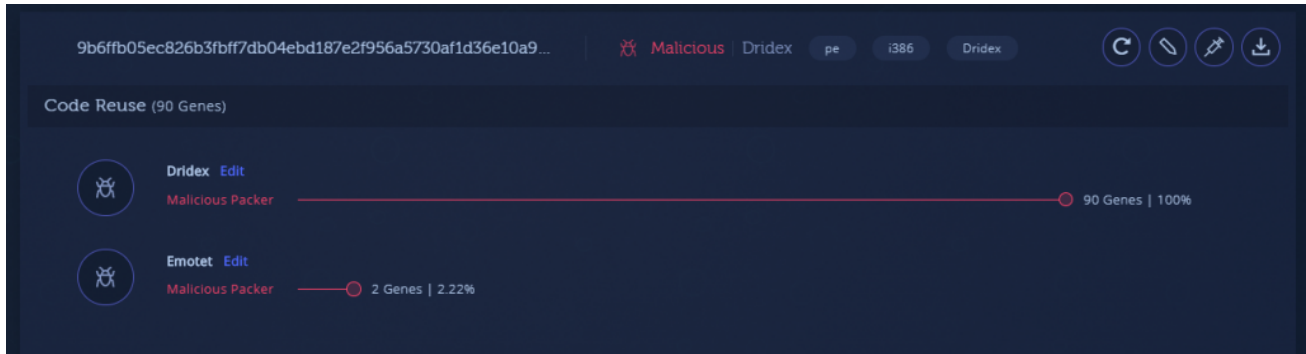 9b6ffb05ec826b3fbff7db04ebd187e2f956a5730af1d36e10a9... Malicious Dridex pe i386 Dridex
Code Reuse (90 Genes)
Dridex Edit
Malicious Packer 90 Genes | 100%
Emotet Edit
Malicious Packer 2 Genes | 2.22%